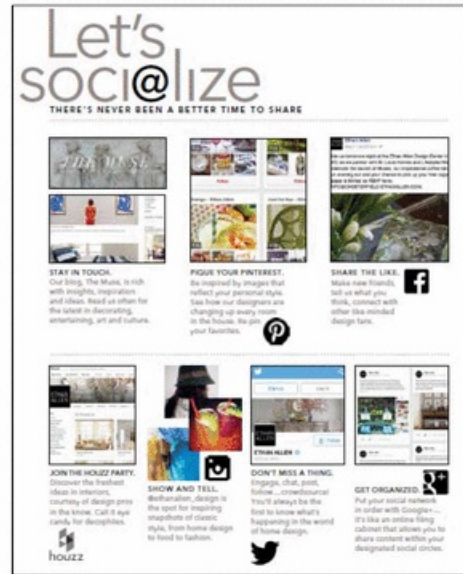 Let's
soci@lize
THERE'S NEVER BEEN A BETTER TIME TO SHARE
THE MUSE
STAY IN TOUCH.
Our blog, The Muse, is rich
with insights, inspiration
and ideas. Read us often for
the latest in decorating,
entertaining, art and culture.
PIQUE YOUR PINTEREST.
Be inspired by images that
reflect your personal style.
See how our designers are
changing up every room
in the house. Re-pin
your favorites.
SHARE THE LIKE.
Make new friends,
tell us what you
think, connect with
other like-minded
design fans.
ETHAN
ALLEN
JOIN THE HOUZZ PARTY.
Discover the freshest
ideas in interiors,
courtesy of design pros
in the know. Call it eye
candy for decophiles.
houzz
SHOW AND TELL.
@ethanallen_design is
the spot for inspiring
snapshots of classic
style, from home design
to food to fashion.
ETHAN ALLEN
Follow
DON'T MISS A THING.
Engage, chat, post,
follow... crowdsource!
You'll always be the
first to know what's
happening in the world
of home design.
g+
GET ORGANIZED.
Put your social network
in order with Google+...
it's like an online filing
cabinet that allows you to
share content within your
designated social circles.